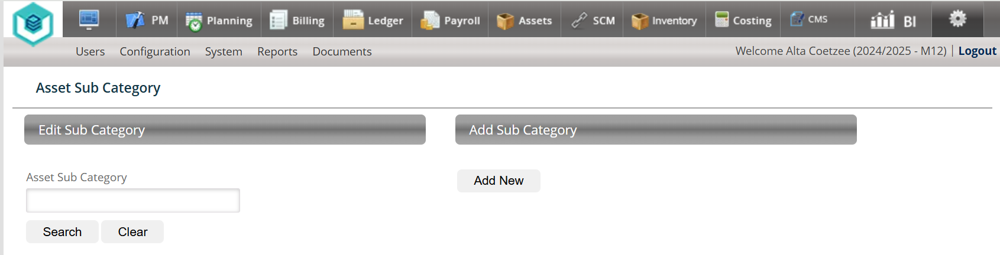 PM Planning Billing Ledger Payroll Assets SCM Inventory Costing CMS BI
Users Configuration System Reports Documents Welcome Alta Coetzee (2024/2025 - M12) | Logout
Asset Sub Category
Edit Sub Category Add Sub Category
Asset Sub Category
Add New
Search Clear